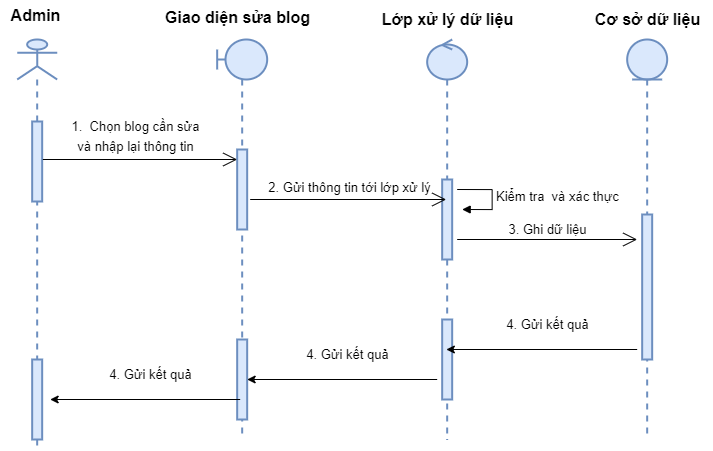 Admin
Giao diện sửa blog
Lớp xử lý dữ liệu
Cơ sở dữ liệu
1. Chọn blog cần sửa
và nhập lại thông tin
2. Gửi thông tin tới lớp xử lý
Kiểm tra và xác thực
3. Ghi dữ liệu
4. Gửi kết quả
4. Gửi kết quả
4. Gửi kết quả